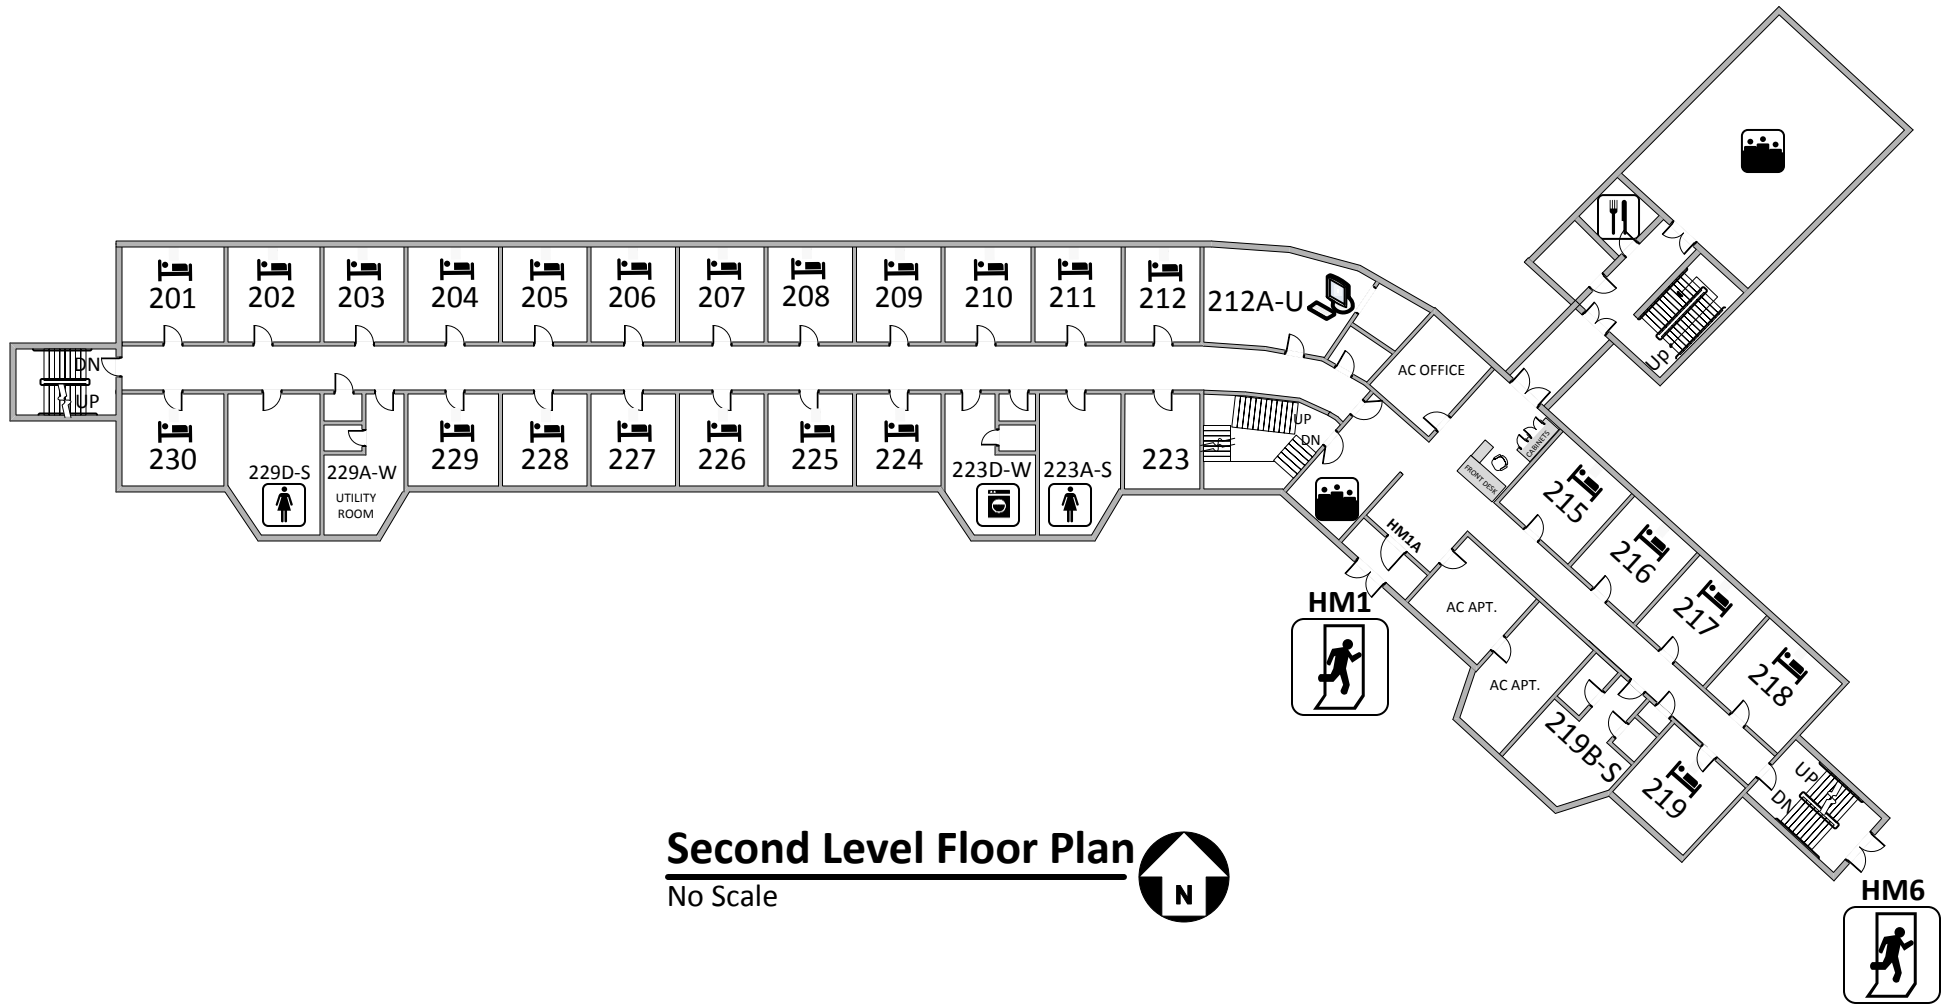 201
202
203
204
205
206
207
208
209
210
211
212
212A-U
AC OFFICE
DN
UP
230
229D-S
229A-W
UTILITY
ROOM
229
228
227
226
225
224
223D-W
223A-S
223
UP
DN
Up
CABINETS
FRONT DESK
215
216
217
218
HM1A
HM1
AC APT.
AC APT.
219B-S
219
UP
DN
HM6
Second Level Floor Plan
No Scale
N